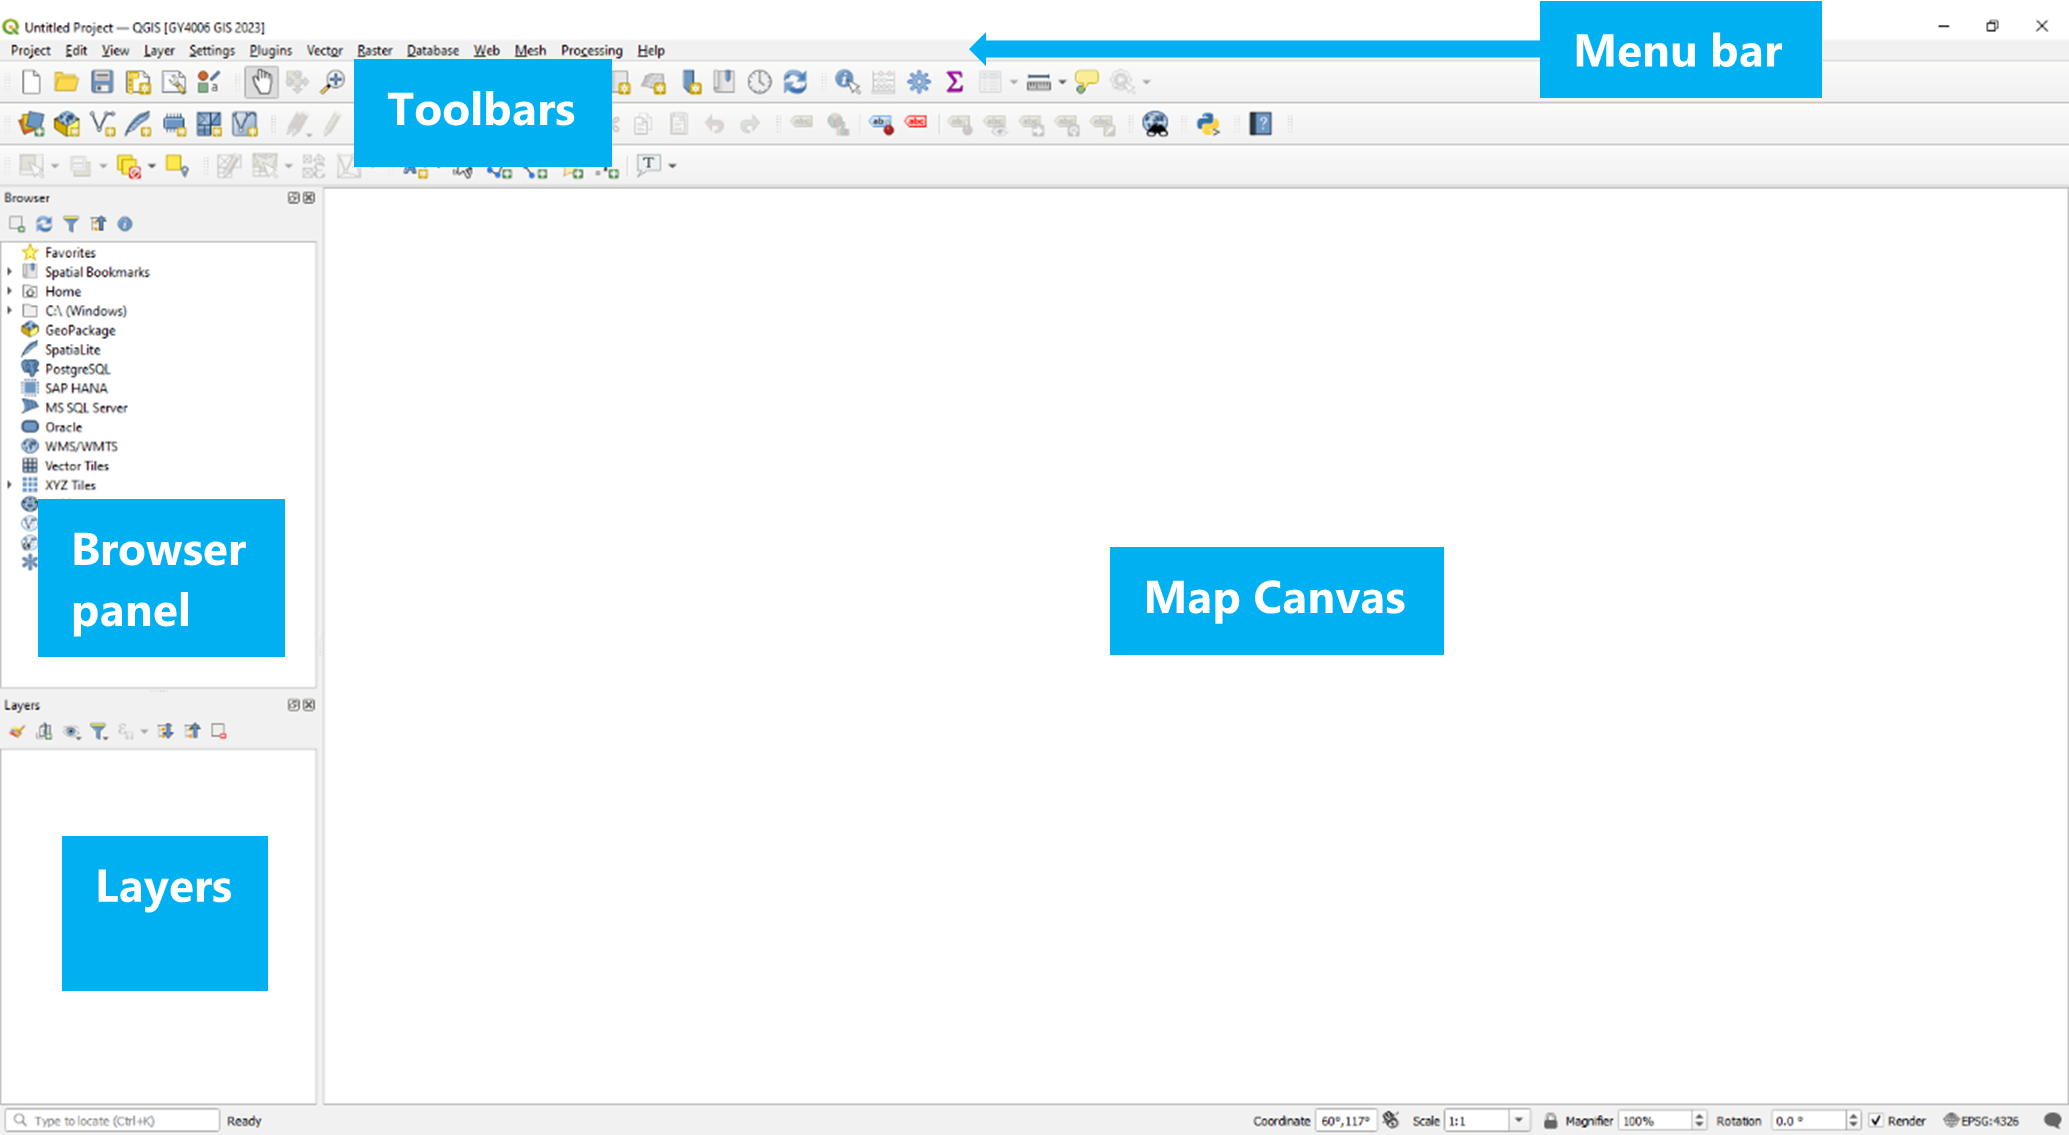 Untitled Project — QGIS [GY4006 GIS 2023]
Project Edit View Layer Settings Plugins Vector Raster Database Web Mesh Processing Help
Menu bar
Toolbars
Browser
Favorites
Spatial Bookmarks
Home
C:\ (Windows)
GeoPackage
SpatiaLite
PostgreSQL
SAP HANA
MS SQL Server
Oracle
WMS/WMTS
Vector Tiles
XYZ Tiles
Browser
panel
Map Canvas
Layers
Layers
Type to locate (Ctrl+K) Ready Coordinate 60°,117° Scale 1:1 Magnifier 100% Rotation 0.0 ° Render EPSG:4326